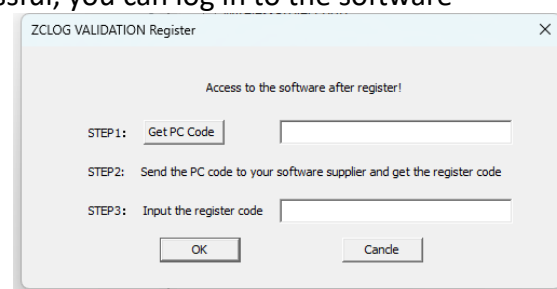 ssful, you can log in to the software
ZCLOG VALIDATION Register
Access to the software after register!
STEP1: Get PC Code
STEP2: Send the PC code to your software supplier and get the register code
STEP3: Input the register code
OK Cancle